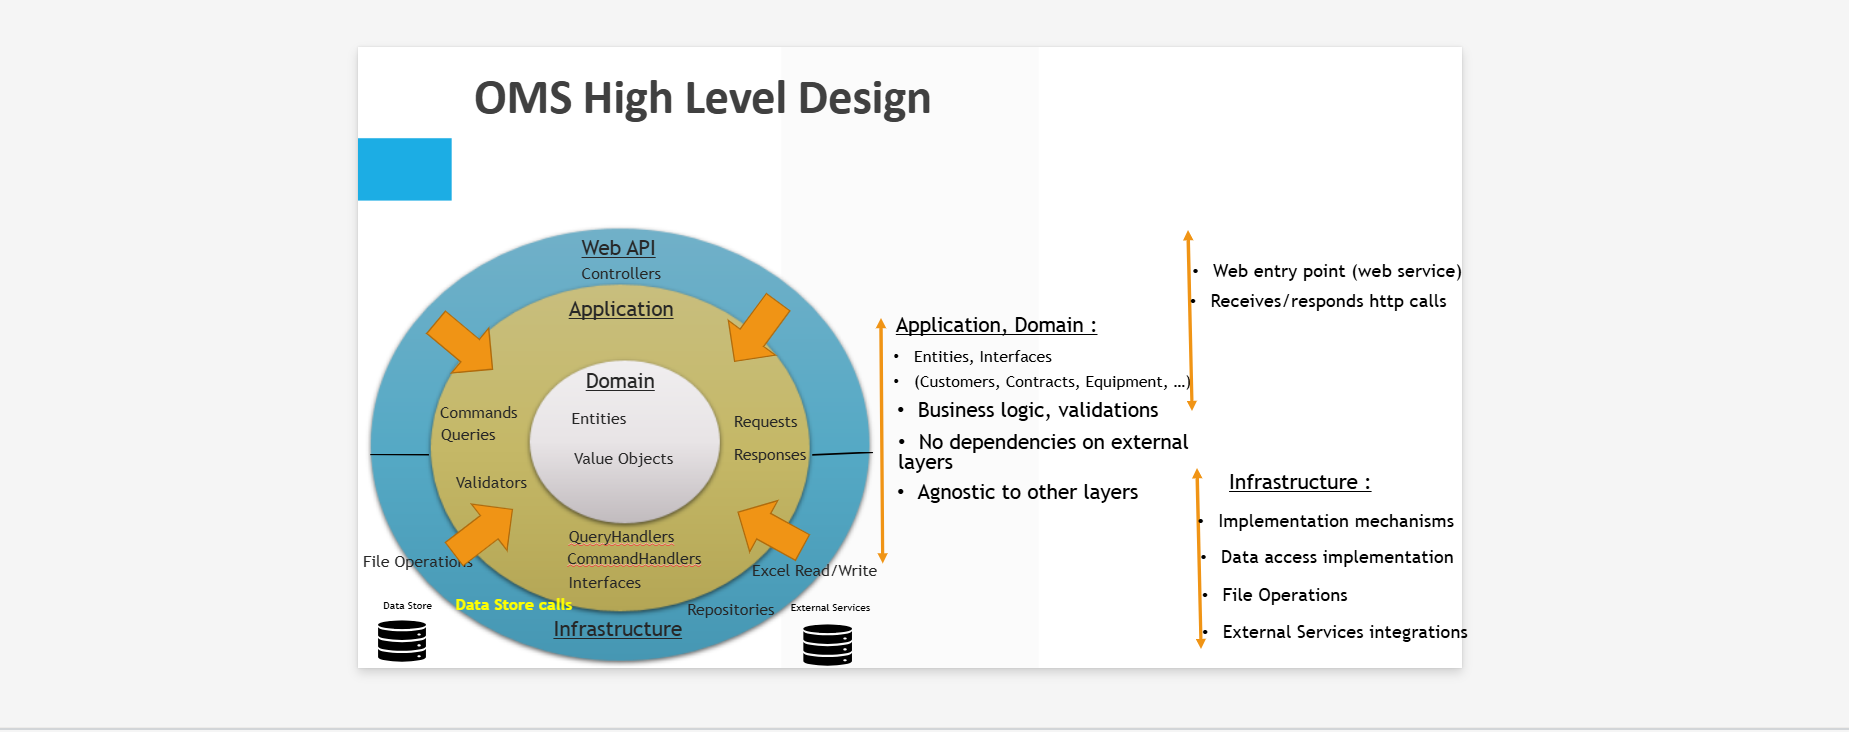 OMS High Level Design
Web API
Controllers
Application
Domain
Entities
Value Objects
Commands
Queries
Validators
Requests
Responses
QueryHandlers
CommandHandlers
Interfaces
File Operations
Excel Read/Write
Data Store
Data Store calls
Repositories
External Services
Infrastructure
Application, Domain :
• Entities, Interfaces
• (Customers, Contracts, Equipment, …)
• Business logic, validations
• No dependencies on external
layers
• Agnostic to other layers
• Web entry point (web service)
• Receives/responds http calls
Infrastructure :
• Implementation mechanisms
• Data access implementation
• File Operations
• External Services integrations